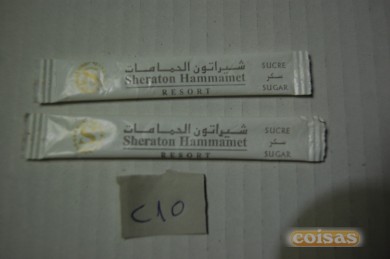 شيراتون الحمامات
Sheraton Hammamet
RESORT
SUCRE
سكر
SUGAR
شيراتون الحمامات
Sheraton Hammamet
RESORT
SUCRE
سكر
SUGAR
C10
coisas